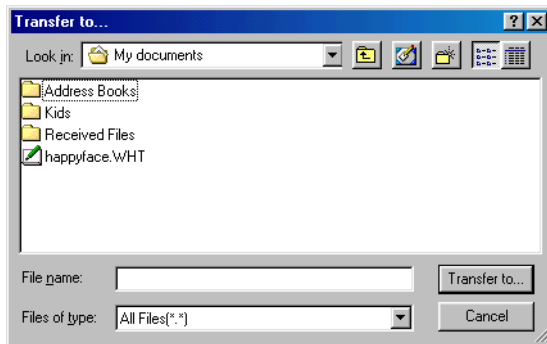 Transfer to...
Look in: My documents
Address Books
Kids
Received Files
happyface.WHT
File name: Transfer to...
Files of type: All Files(*.*) Cancel